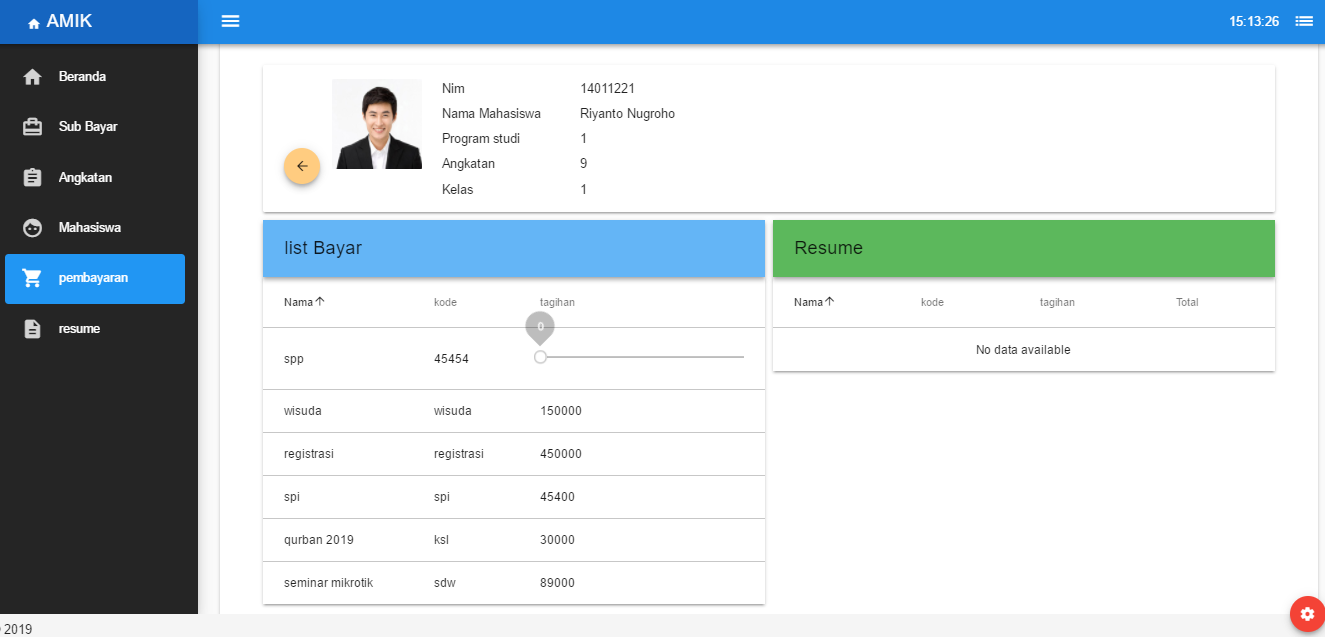 AMIK
15:13:26
Beranda
Sub Bayar
Angkatan
Mahasiswa
pembayaran
resume
Nim 14011221
Nama Mahasiswa Riyanto Nugroho
Program studi 1
Angkatan 9
Kelas 1
list Bayar
Nama kode tagihan
0
spp 45454
wisuda wisuda 150000
registrasi registrasi 450000
spi spi 45400
qurban 2019 ksl 30000
seminar mikrotik sdw 89000
Resume
Nama kode tagihan Total
No data available
2019